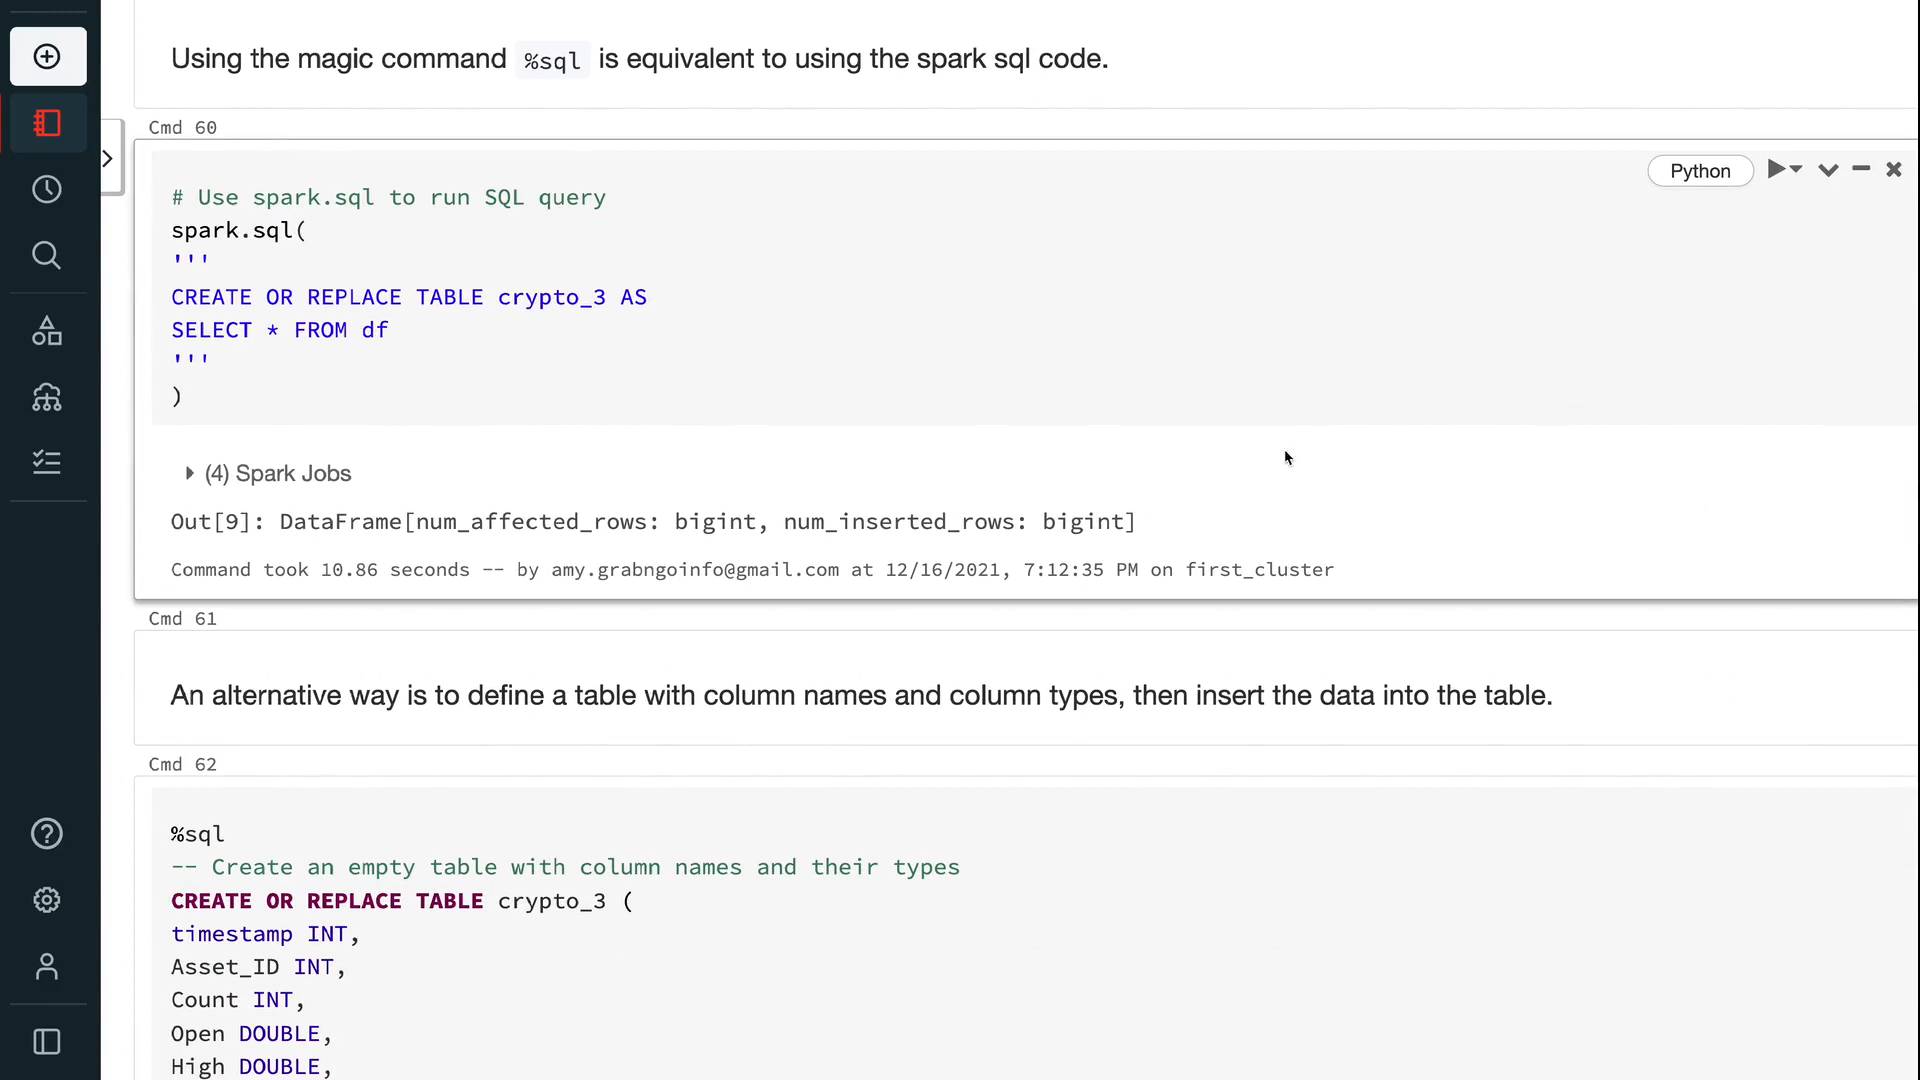 Using the magic command %sql is equivalent to using the spark sql code.
Cmd 60
Python
# Use spark.sql to run SQL query
spark.sql(
'''
CREATE OR REPLACE TABLE crypto_3 AS
SELECT * FROM df
'''
)
(4) Spark Jobs
Out[9]: DataFrame[num_affected_rows: bigint, num_inserted_rows: bigint]
Command took 10.86 seconds -- by amy.grabngoinfo@gmail.com at 12/16/2021, 7:12:35 PM on first_cluster
Cmd 61
An alternative way is to define a table with column names and column types, then insert the data into the table.
Cmd 62
%sql
-- Create an empty table with column names and their types
CREATE OR REPLACE TABLE crypto_3 (
timestamp INT,
Asset_ID INT,
Count INT,
Open DOUBLE,
High DOUBLE,